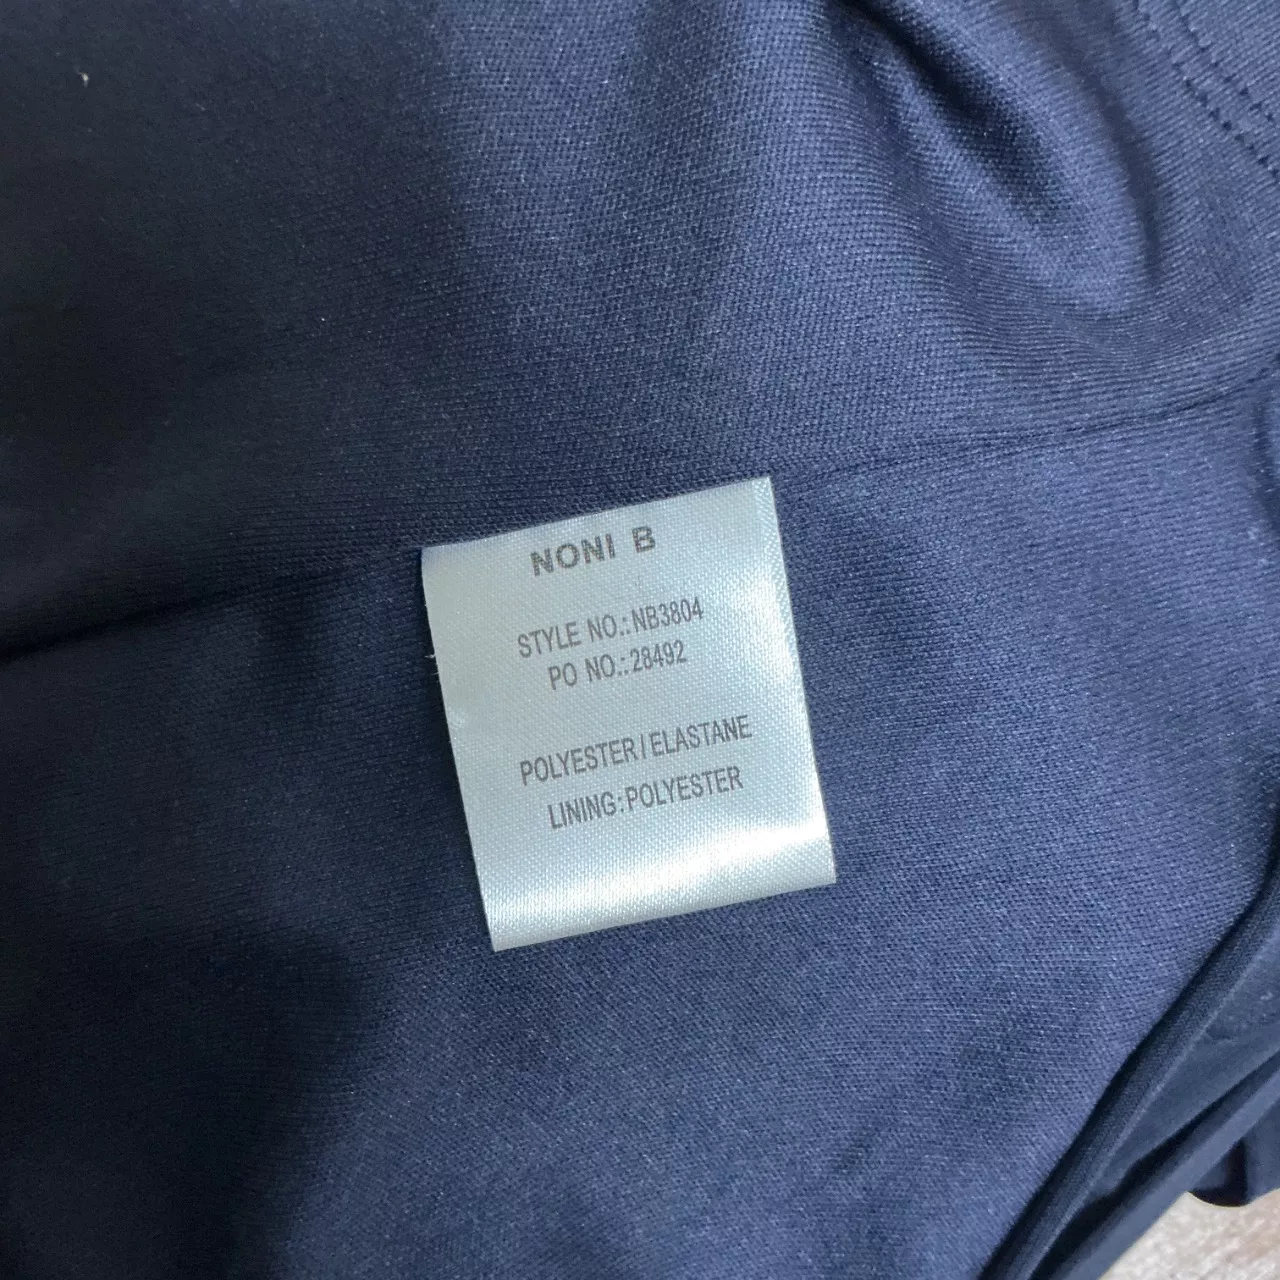 NONI B
STYLE NO.:NB3804
PO NO.:28492
POLYESTER/ELASTANE
LINING:POLYESTER